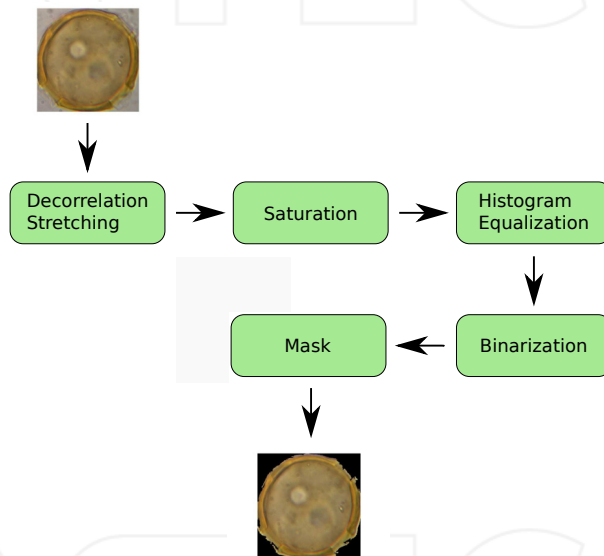 Decorrelation
Stretching
Saturation
Histogram
Equalization
Mask
Binarization